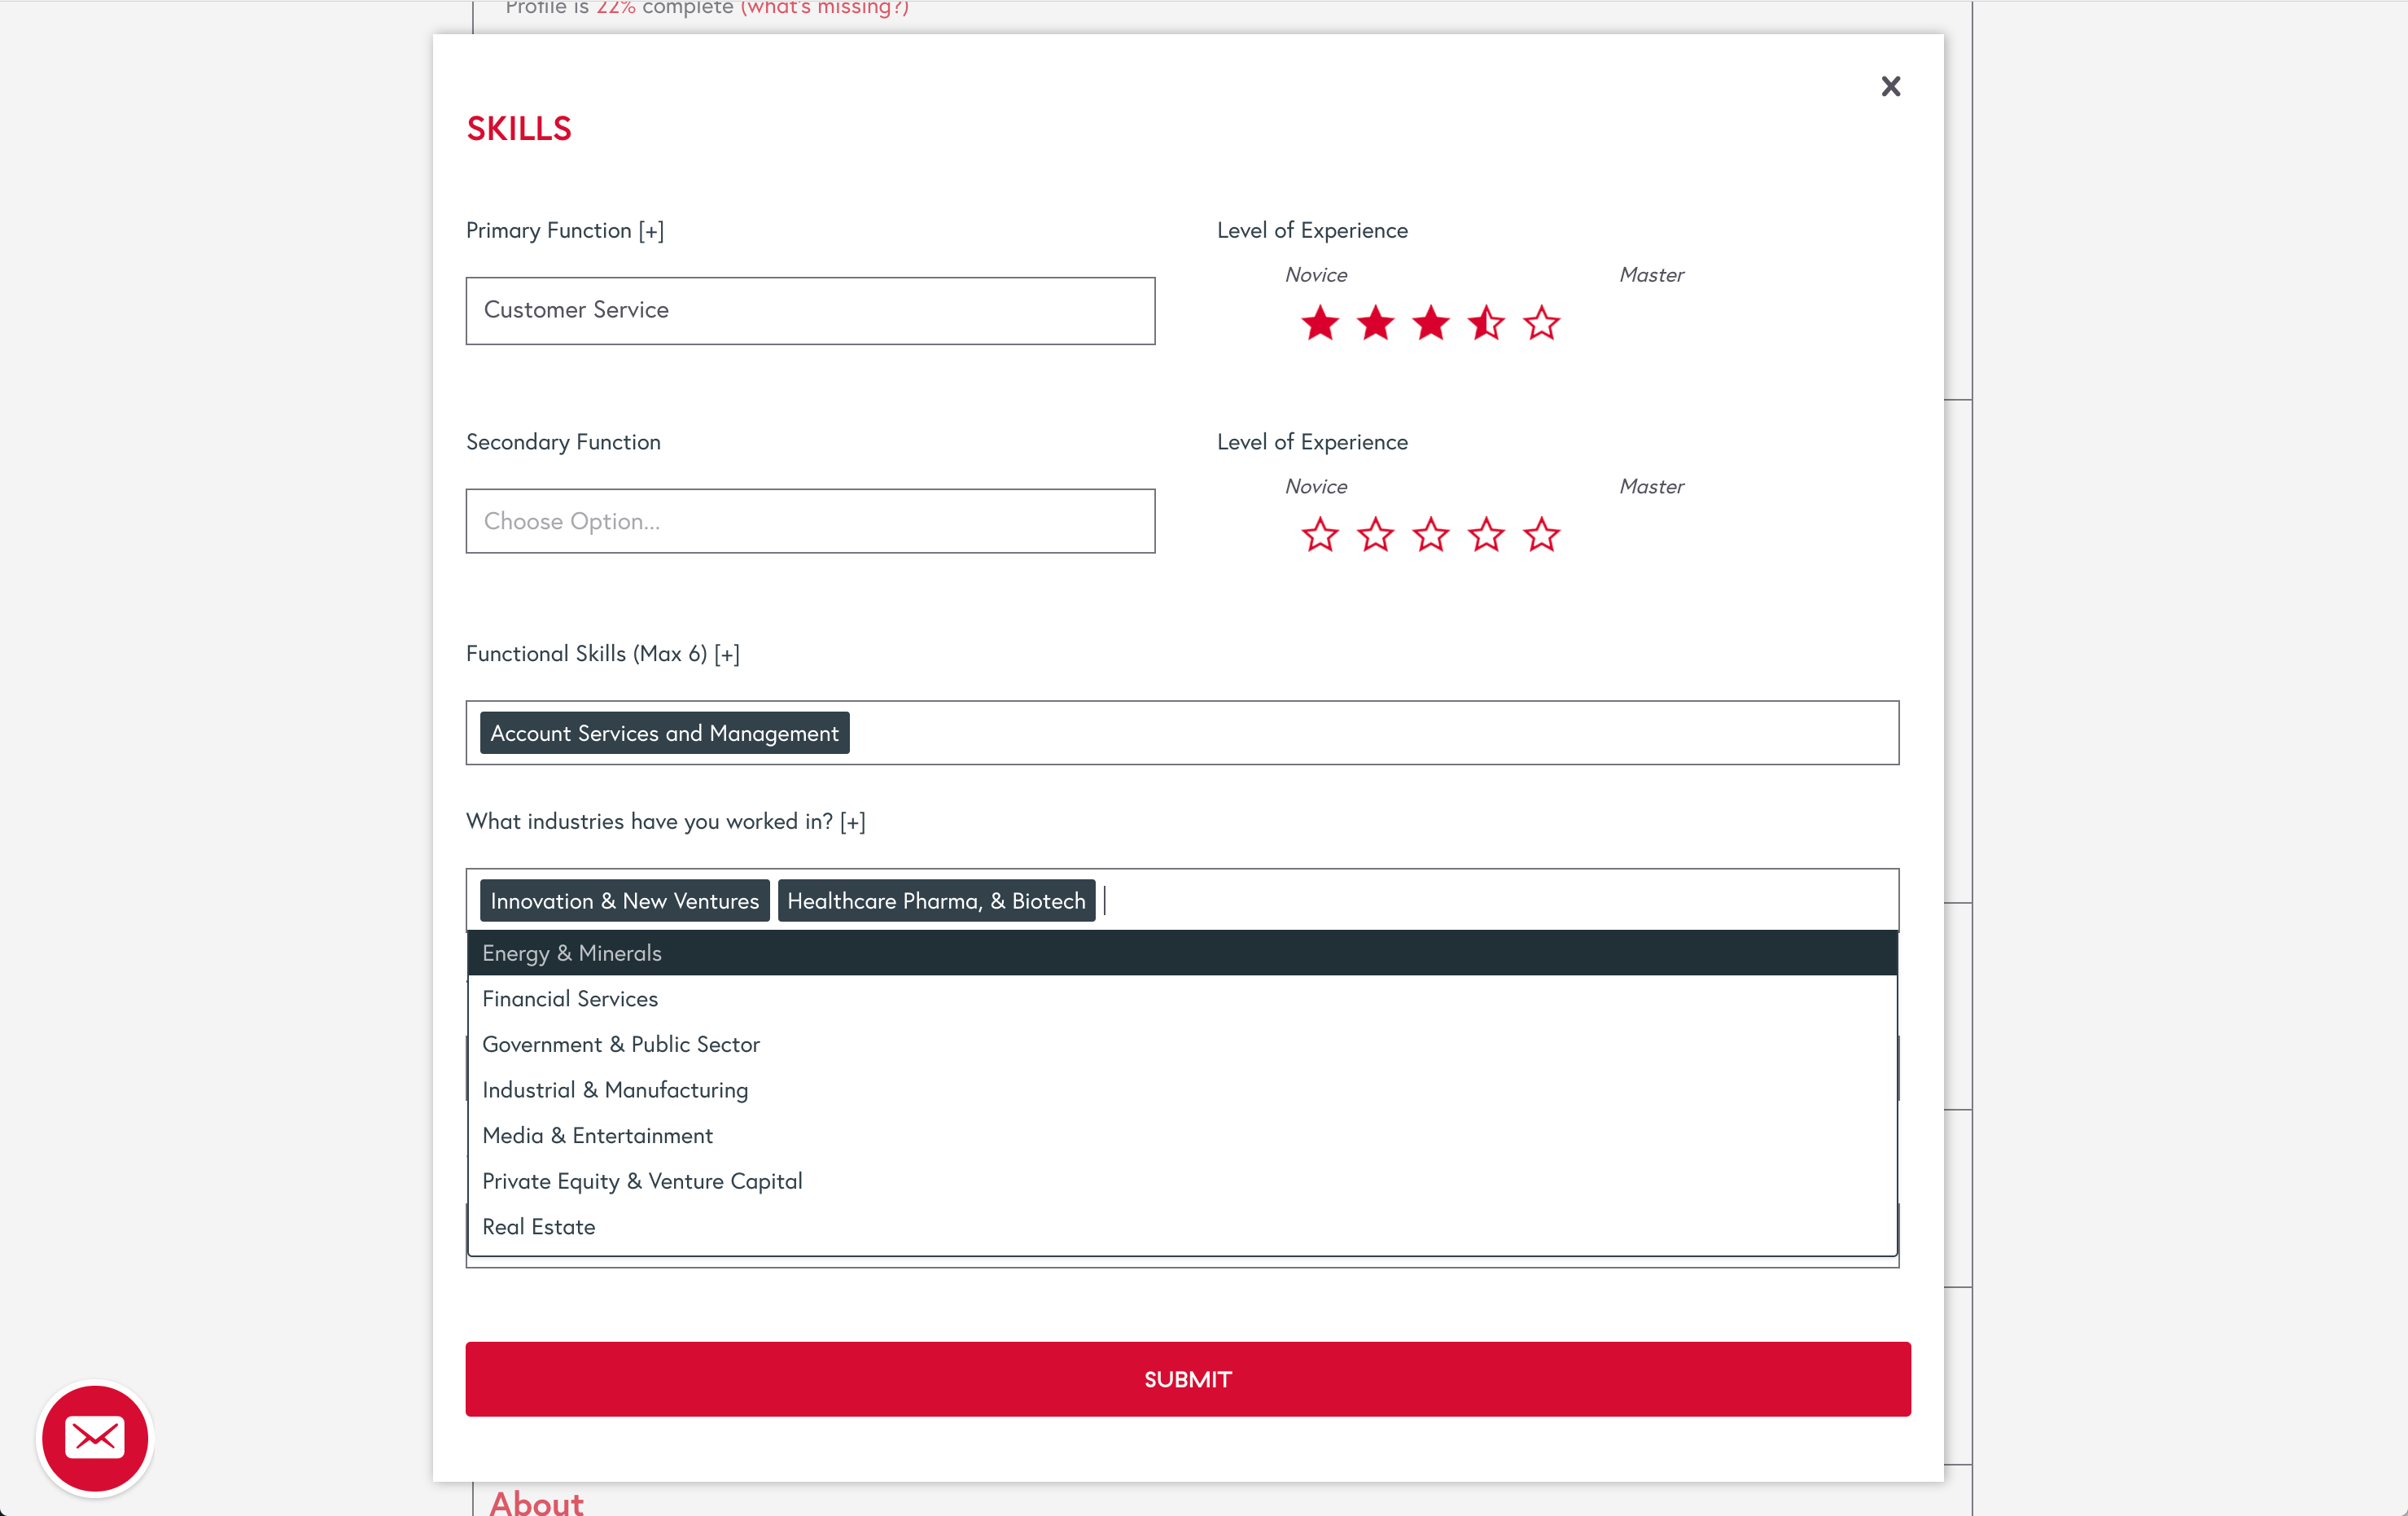 Profile is 22% complete (what's missing?)
SKILLS
Primary Function [+]
Level of Experience
Novice
Master
Customer Service
Secondary Function
Level of Experience
Novice
Master
Choose Option...
Functional Skills (Max 6) [+]
Account Services and Management
What industries have you worked in? [+]
Innovation & New Ventures
Healthcare Pharma, & Biotech
Energy & Minerals
Financial Services
Government & Public Sector
Industrial & Manufacturing
Media & Entertainment
Private Equity & Venture Capital
Real Estate
SUBMIT
About